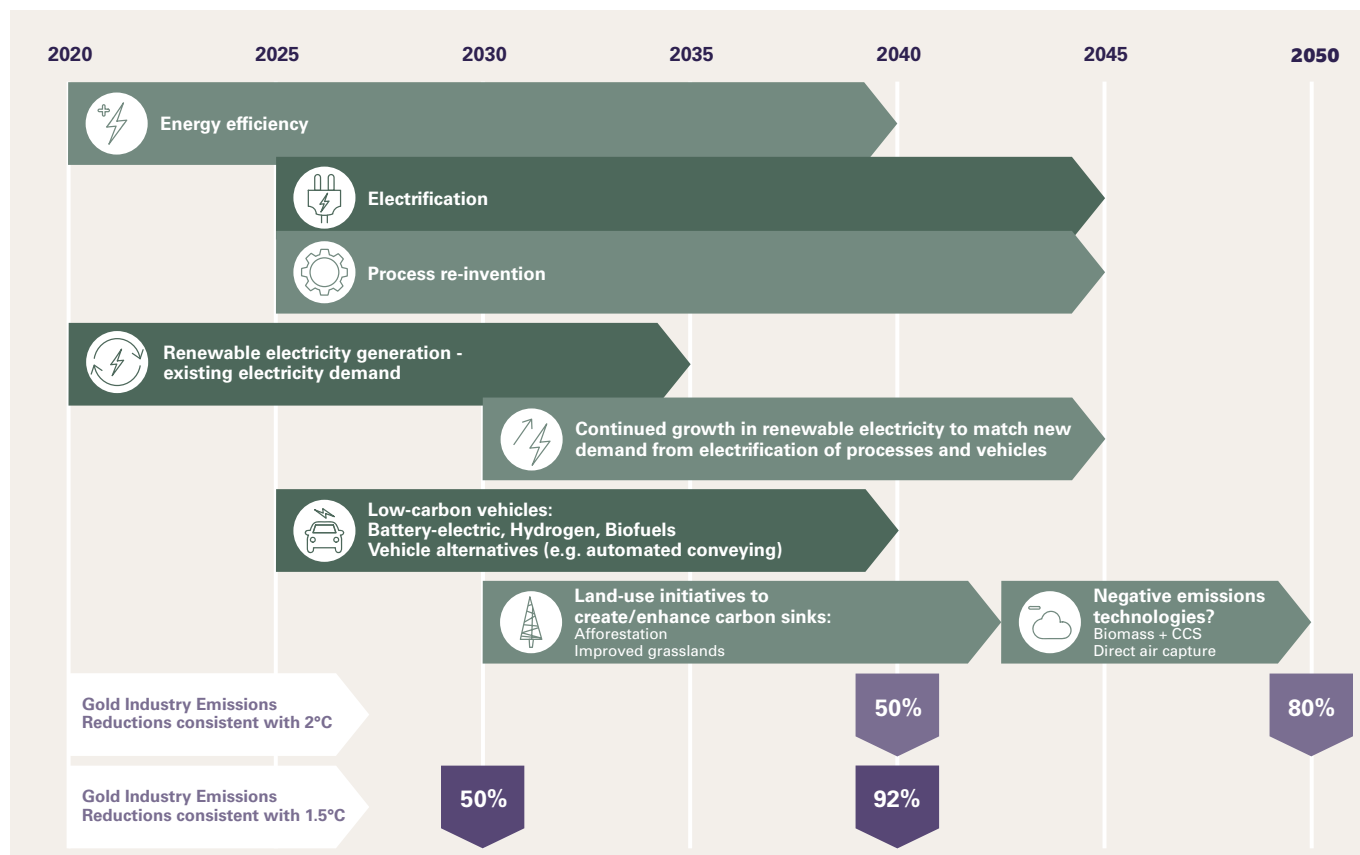 2020 2025 2030 2035 2040 2045 2050
Energy efficiency
Electrification
Process re-invention
Renewable electricity generation -
existing electricity demand
Continued growth in renewable electricity to match new
demand from electrification of processes and vehicles
Low-carbon vehicles:
Battery-electric, Hydrogen, Biofuels
Vehicle alternatives (e.g. automated conveying)
Land-use initiatives to
create/enhance carbon sinks:
Afforestation
Improved grasslands
Negative emissions
technologies?
Biomass + CCS
Direct air capture
Gold Industry Emissions
Reductions consistent with 2°C
50%
80%
Gold Industry Emissions
Reductions consistent with 1.5°C
50%
92%